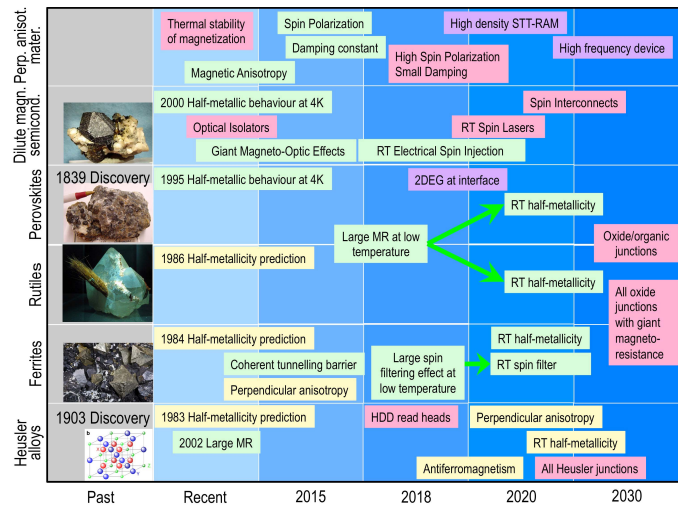 Perp. anisot.
mater.
Thermal stability
of magnetization
Spin Polarization
High density STT-RAM
Damping constant
High frequency device
High Spin Polarization
Small Damping
Magnetic Anisotropy
Dilute magn.
semicond.
2000 Half-metallic behaviour at 4K
Spin Interconnects
Optical Isolators
RT Spin Lasers
Giant Magneto-Optic Effects
RT Electrical Spin Injection
Perovskites
1839 Discovery
1995 Half-metallic behaviour at 4K
2DEG at interface
RT half-metallicity
Large MR at low
temperature
Oxide/organic
junctions
Rutiles
1986 Half-metallicity prediction
RT half-metallicity
All oxide
junctions
with giant
magneto-
resistance
Ferrites
1984 Half-metallicity prediction
RT half-metallicity
Coherent tunnelling barrier
Large spin
filtering effect at
low temperature
RT spin filter
Perpendicular anisotropy
Heusler
alloys
1903 Discovery
1983 Half-metallicity prediction
HDD read heads
Perpendicular anisotropy
b
2002 Large MR
RT half-metallicity
Antiferromagnetism
All Heusler junctions
Past
Recent
2015
2018
2020
2030